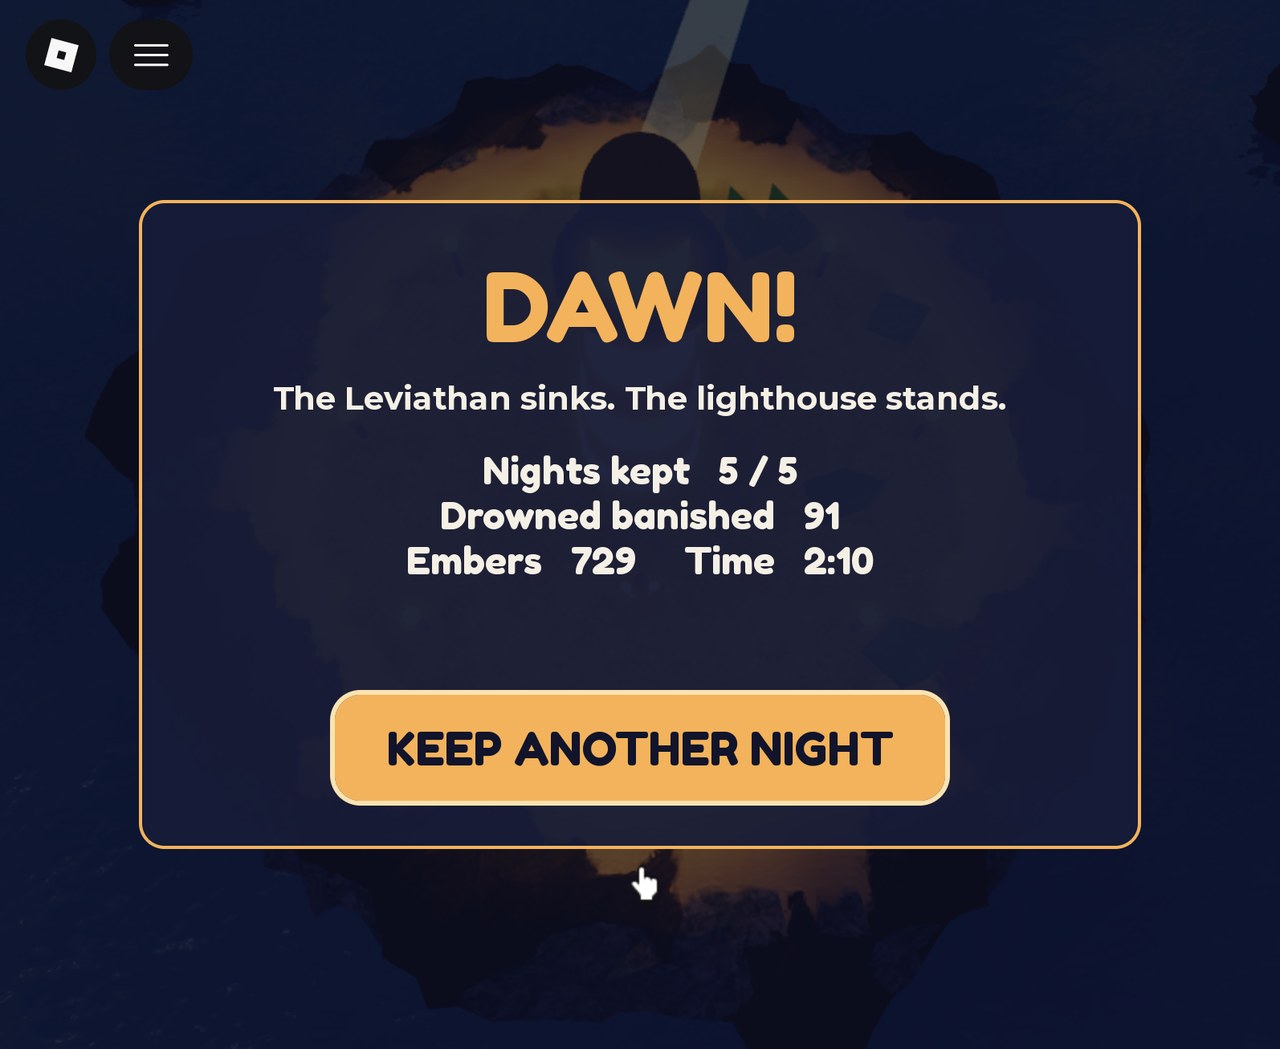 DAWN!
The Leviathan sinks. The lighthouse stands.
Nights kept 5 / 5
Drowned banished 91
Embers 729 Time 2:10
KEEP ANOTHER NIGHT